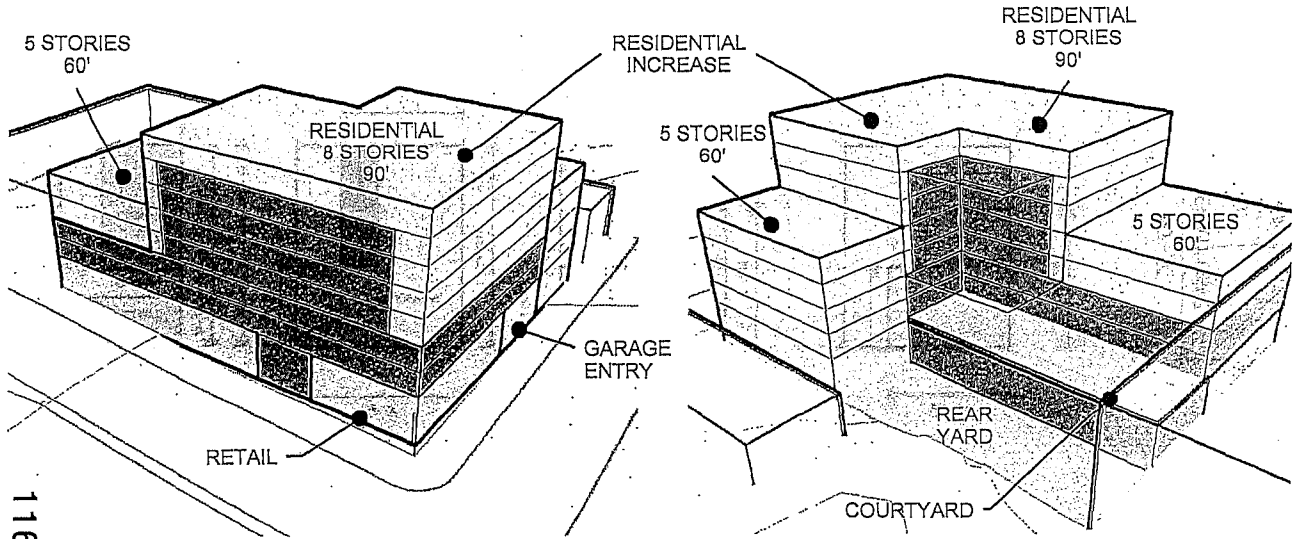 5 STORIES
60'
RESIDENTIAL
INCREASE
RESIDENTIAL
8 STORIES
90'
RESIDENTIAL
8 STORIES
90'
5 STORIES
60'
5 STORIES
60'
GARAGE
ENTRY
RETAIL
REAR
YARD
COURTYARD
116